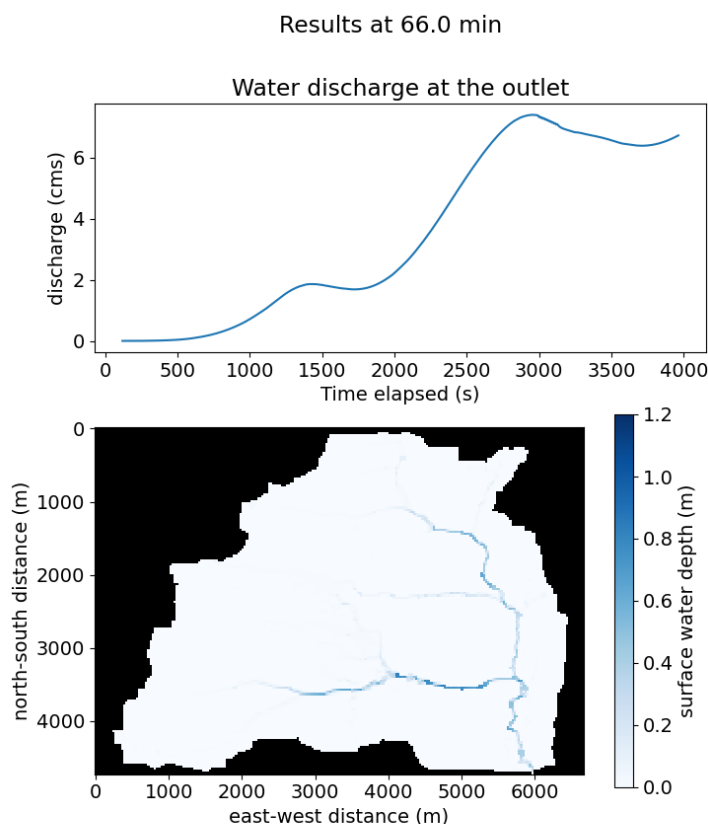 Results at 66.0 min
Water discharge at the outlet
discharge (cms)
6
4
2
0
0 500 1000 1500 2000 2500 3000 3500 4000
Time elapsed (s)
north-south distance (m)
0
1000
2000
3000
4000
0 1000 2000 3000 4000 5000 6000
east-west distance (m)
1.2
1.0
0.8
0.6
0.4
0.2
0.0
surface water depth (m)